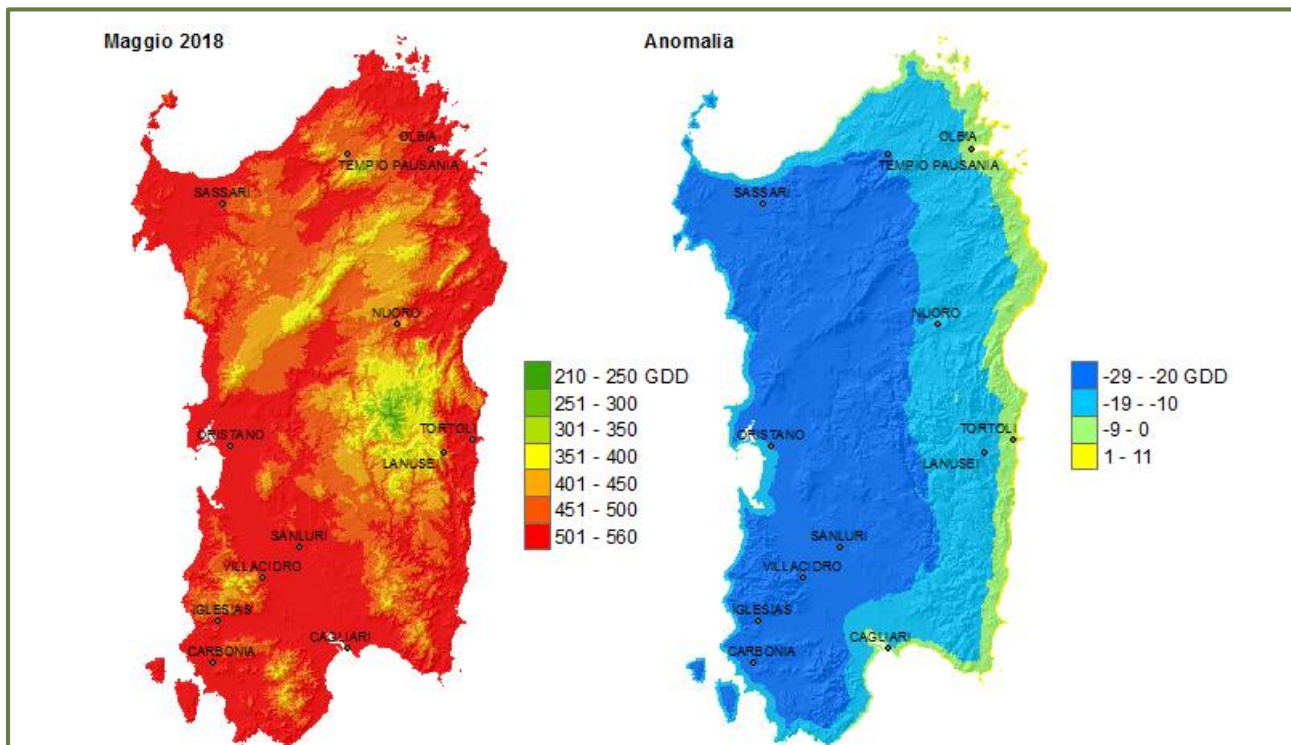 Maggio 2018
OLBIA
TEMPIO PAUSANIA
SASSARI
NUORO
ORISTANO
TORTOLI
LANUSEI
SANLURI
VILLACIDRO
IGLESIAS
CAGLIARI
CARBONIA
210 - 250 GDD
251 - 300
301 - 350
351 - 400
401 - 450
451 - 500
501 - 560
Anomalia
OLBIA
TEMPIO PAUSANIA
SASSARI
NUORO
ORISTANO
TORTOLI
LANUSEI
SANLURI
VILLACIDRO
IGLESIAS
CAGLIARI
CARBONIA
-29 - -20 GDD
-19 - -10
-9 - 0
1 - 11